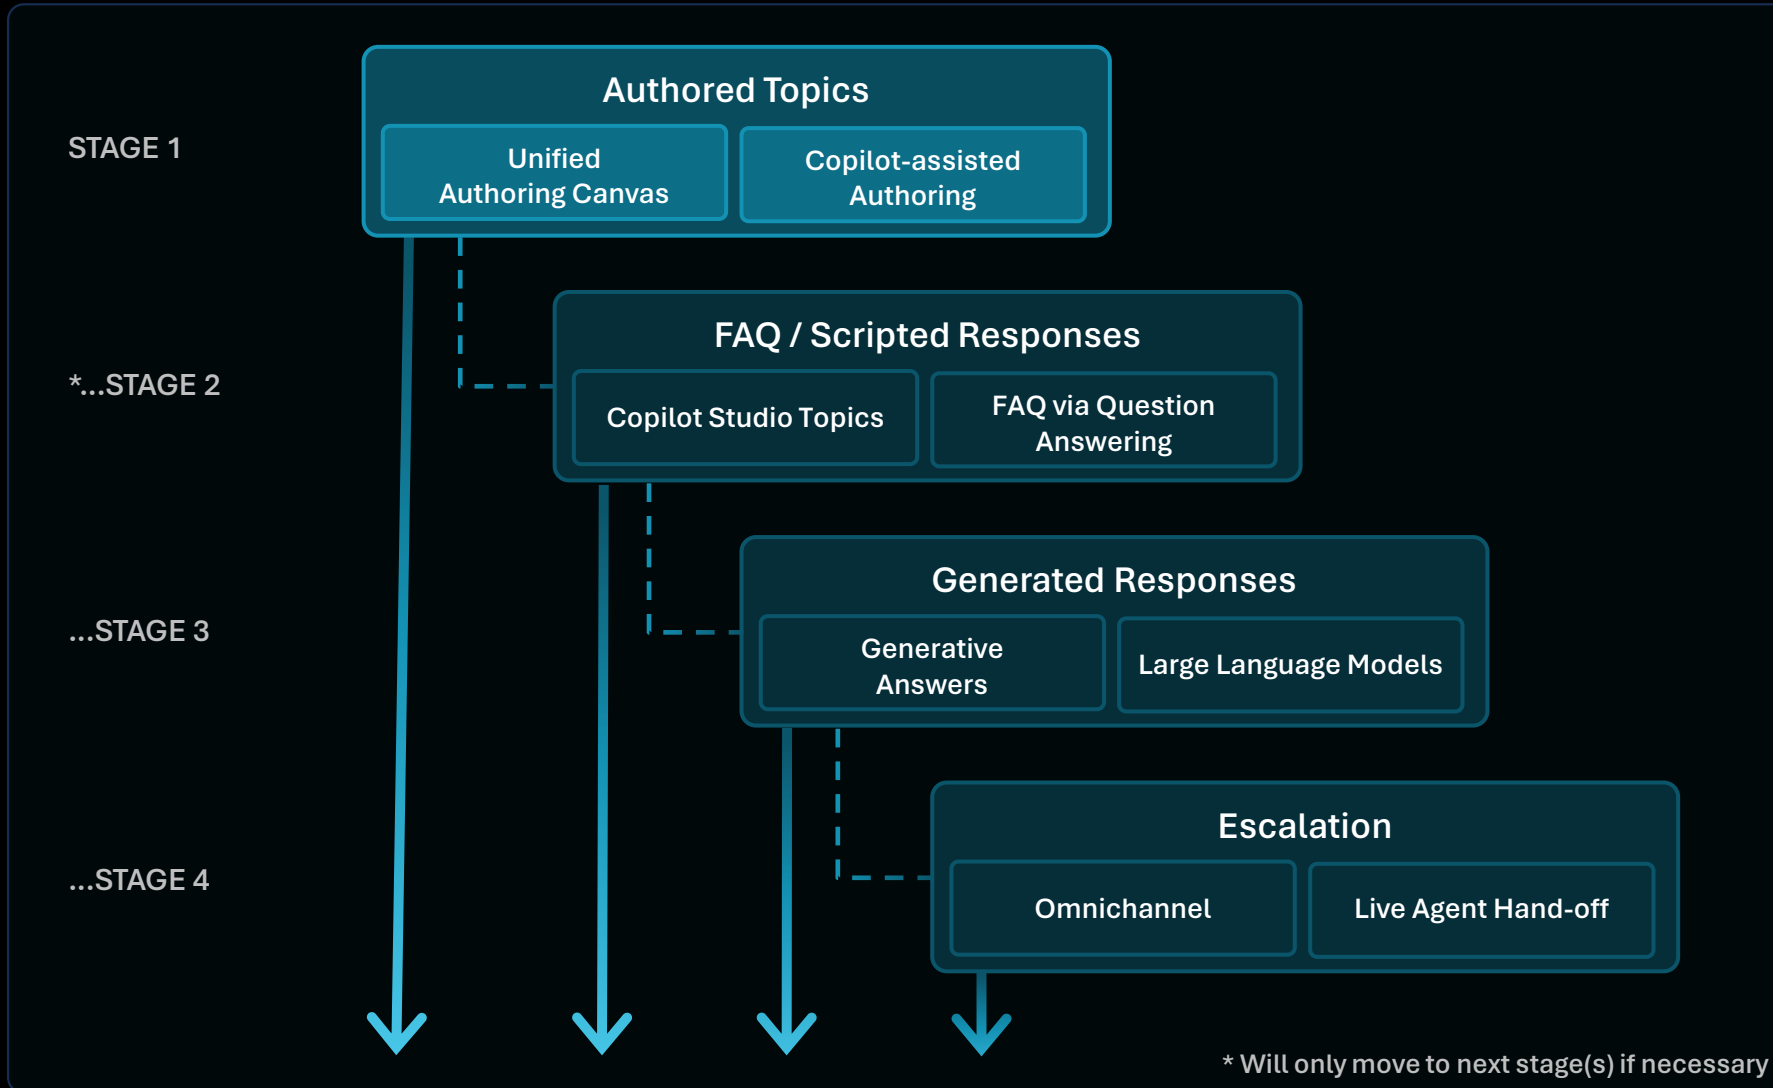 Authored Topics
STAGE 1
Unified
Authoring Canvas
Copilot-assisted
Authoring
FAQ / Scripted Responses
*...STAGE 2
Copilot Studio Topics
FAQ via Question
Answering
Generated Responses
...STAGE 3
Generative
Answers
Large Language Models
Escalation
...STAGE 4
Omnichannel
Live Agent Hand-off
* Will only move to next stage(s) if necessary